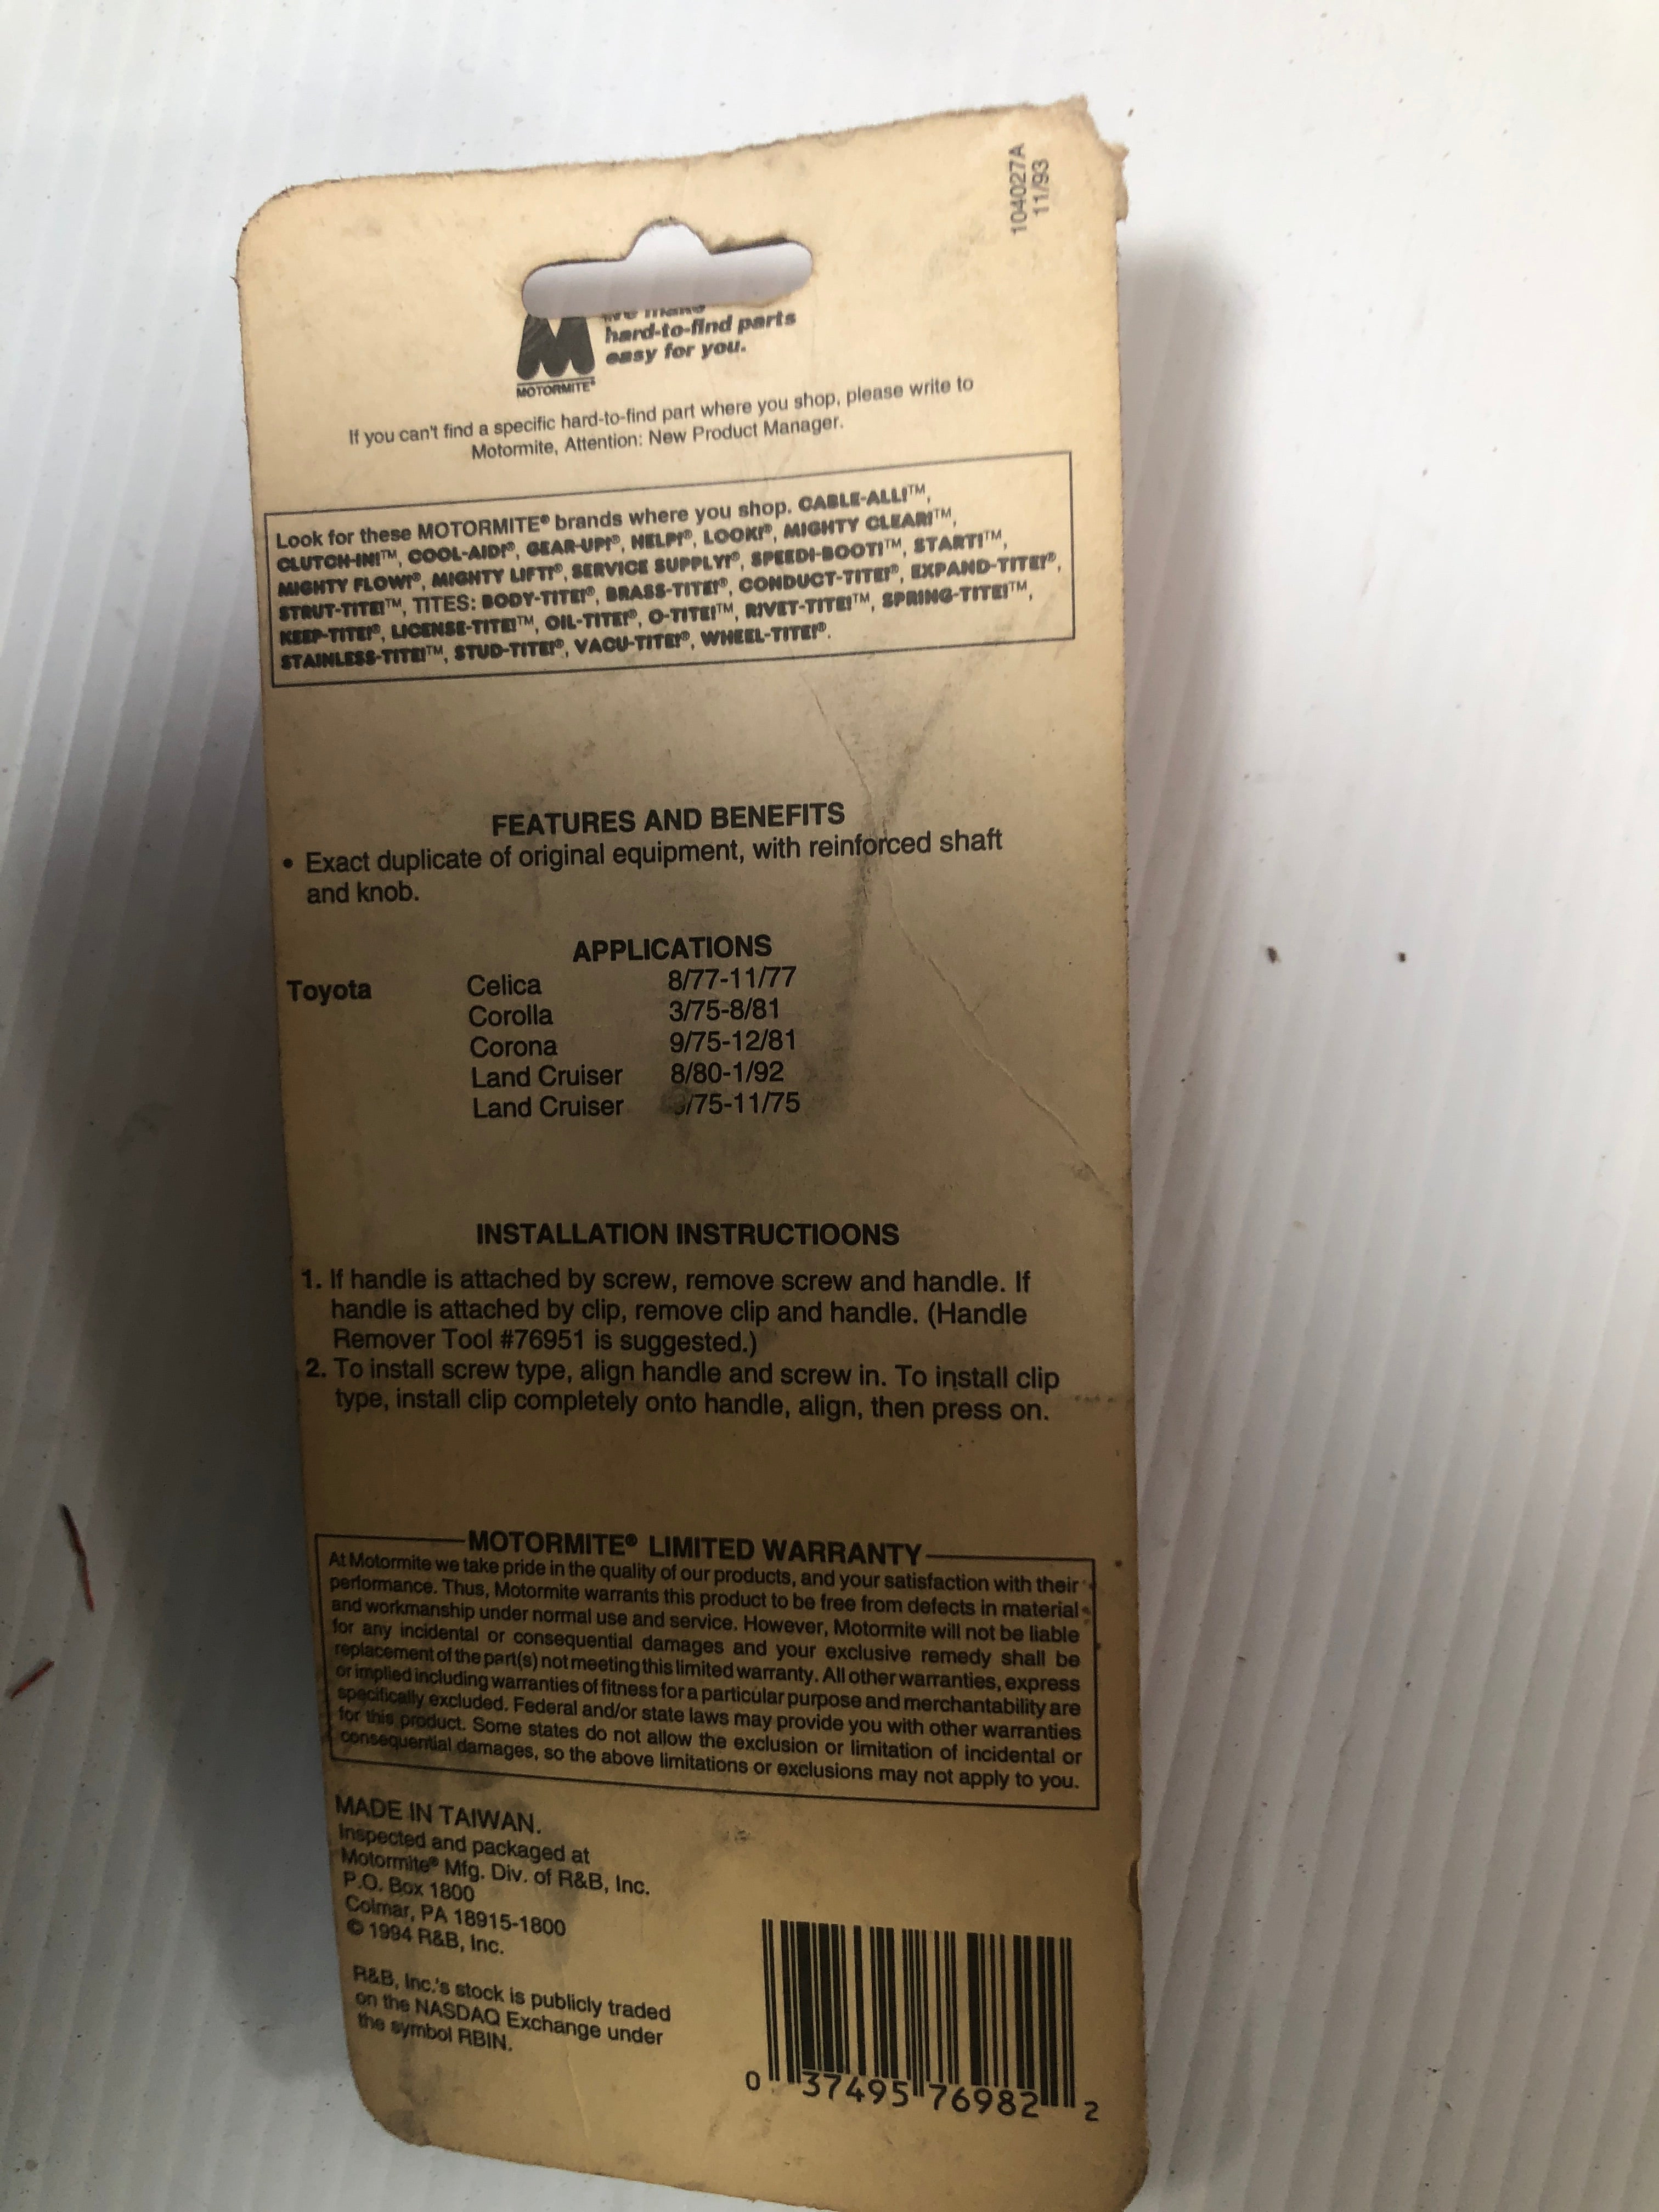 104027A
11/93
hard-to-find parts
easy for you.
MOTORMITE®
If you can't find a specific hard-to-find part where you shop, please write to
Motormite, Attention: New Product Manager.
Look for these MOTORMITE® brands where you shop. CABLE-ALL!™,
CLUTCH-IN!™, COOL-AID!®, GEAR-UP!®, HELP!®, LOOK!®, MIGHTY CLEAR!™,
MIGHTY FLOW!®, MIGHTY LIFT!®, SERVICE SUPPLY!®, SPEEDI-BOOT!™, START!™,
STRUT-TITE!™, TITES: BODY-TITE!®, BRASS-TITE!®, CONDUCT-TITE!®, EXPAND-TITE!®,
KEEP-TITE!®, LICENSE-TITE!™, OIL-TITE!®, O-TITE!™, RIVET-TITE!™, SPRING-TITE!™,
STAINLESS-TITE!™, STUD-TITE!®, VACU-TITE!®, WHEEL-TITE!®.
FEATURES AND BENEFITS
• Exact duplicate of original equipment, with reinforced shaft
and knob.
APPLICATIONS
Toyota Celica 8/77-11/77
Corolla 3/75-8/81
Corona 9/75-12/81
Land Cruiser 8/80-1/92
Land Cruiser /75-11/75
INSTALLATION INSTRUCTIOONS
1. If handle is attached by screw, remove screw and handle. If
handle is attached by clip, remove clip and handle. (Handle
Remover Tool #76951 is suggested.)
2. To install screw type, align handle and screw in. To install clip
type, install clip completely onto handle, align, then press on.
MOTORMITE® LIMITED WARRANTY
At Motormite we take pride in the quality of our products, and your satisfaction with their
performance. Thus, Motormite warrants this product to be free from defects in material
and workmanship under normal use and service. However, Motormite will not be liable
for any incidental or consequential damages and your exclusive remedy shall be
replacement of the part(s) not meeting this limited warranty. All other warranties, express
or implied including warranties of fitness for a particular purpose and merchantability are
specifically excluded. Federal and/or state laws may provide you with other warranties
for this product. Some states do not allow the exclusion or limitation of incidental or
consequential damages, so the above limitations or exclusions may not apply to you.
MADE IN TAIWAN.
Inspected and packaged at
Motormite® Mfg. Div. of R&B, Inc.
P.O. Box 1800
Colmar, PA 18915-1800
© 1994 R&B, Inc.
R&B, Inc.'s stock is publicly traded
on the NASDAQ Exchange under
the symbol RBIN.
0 37495 76982 2